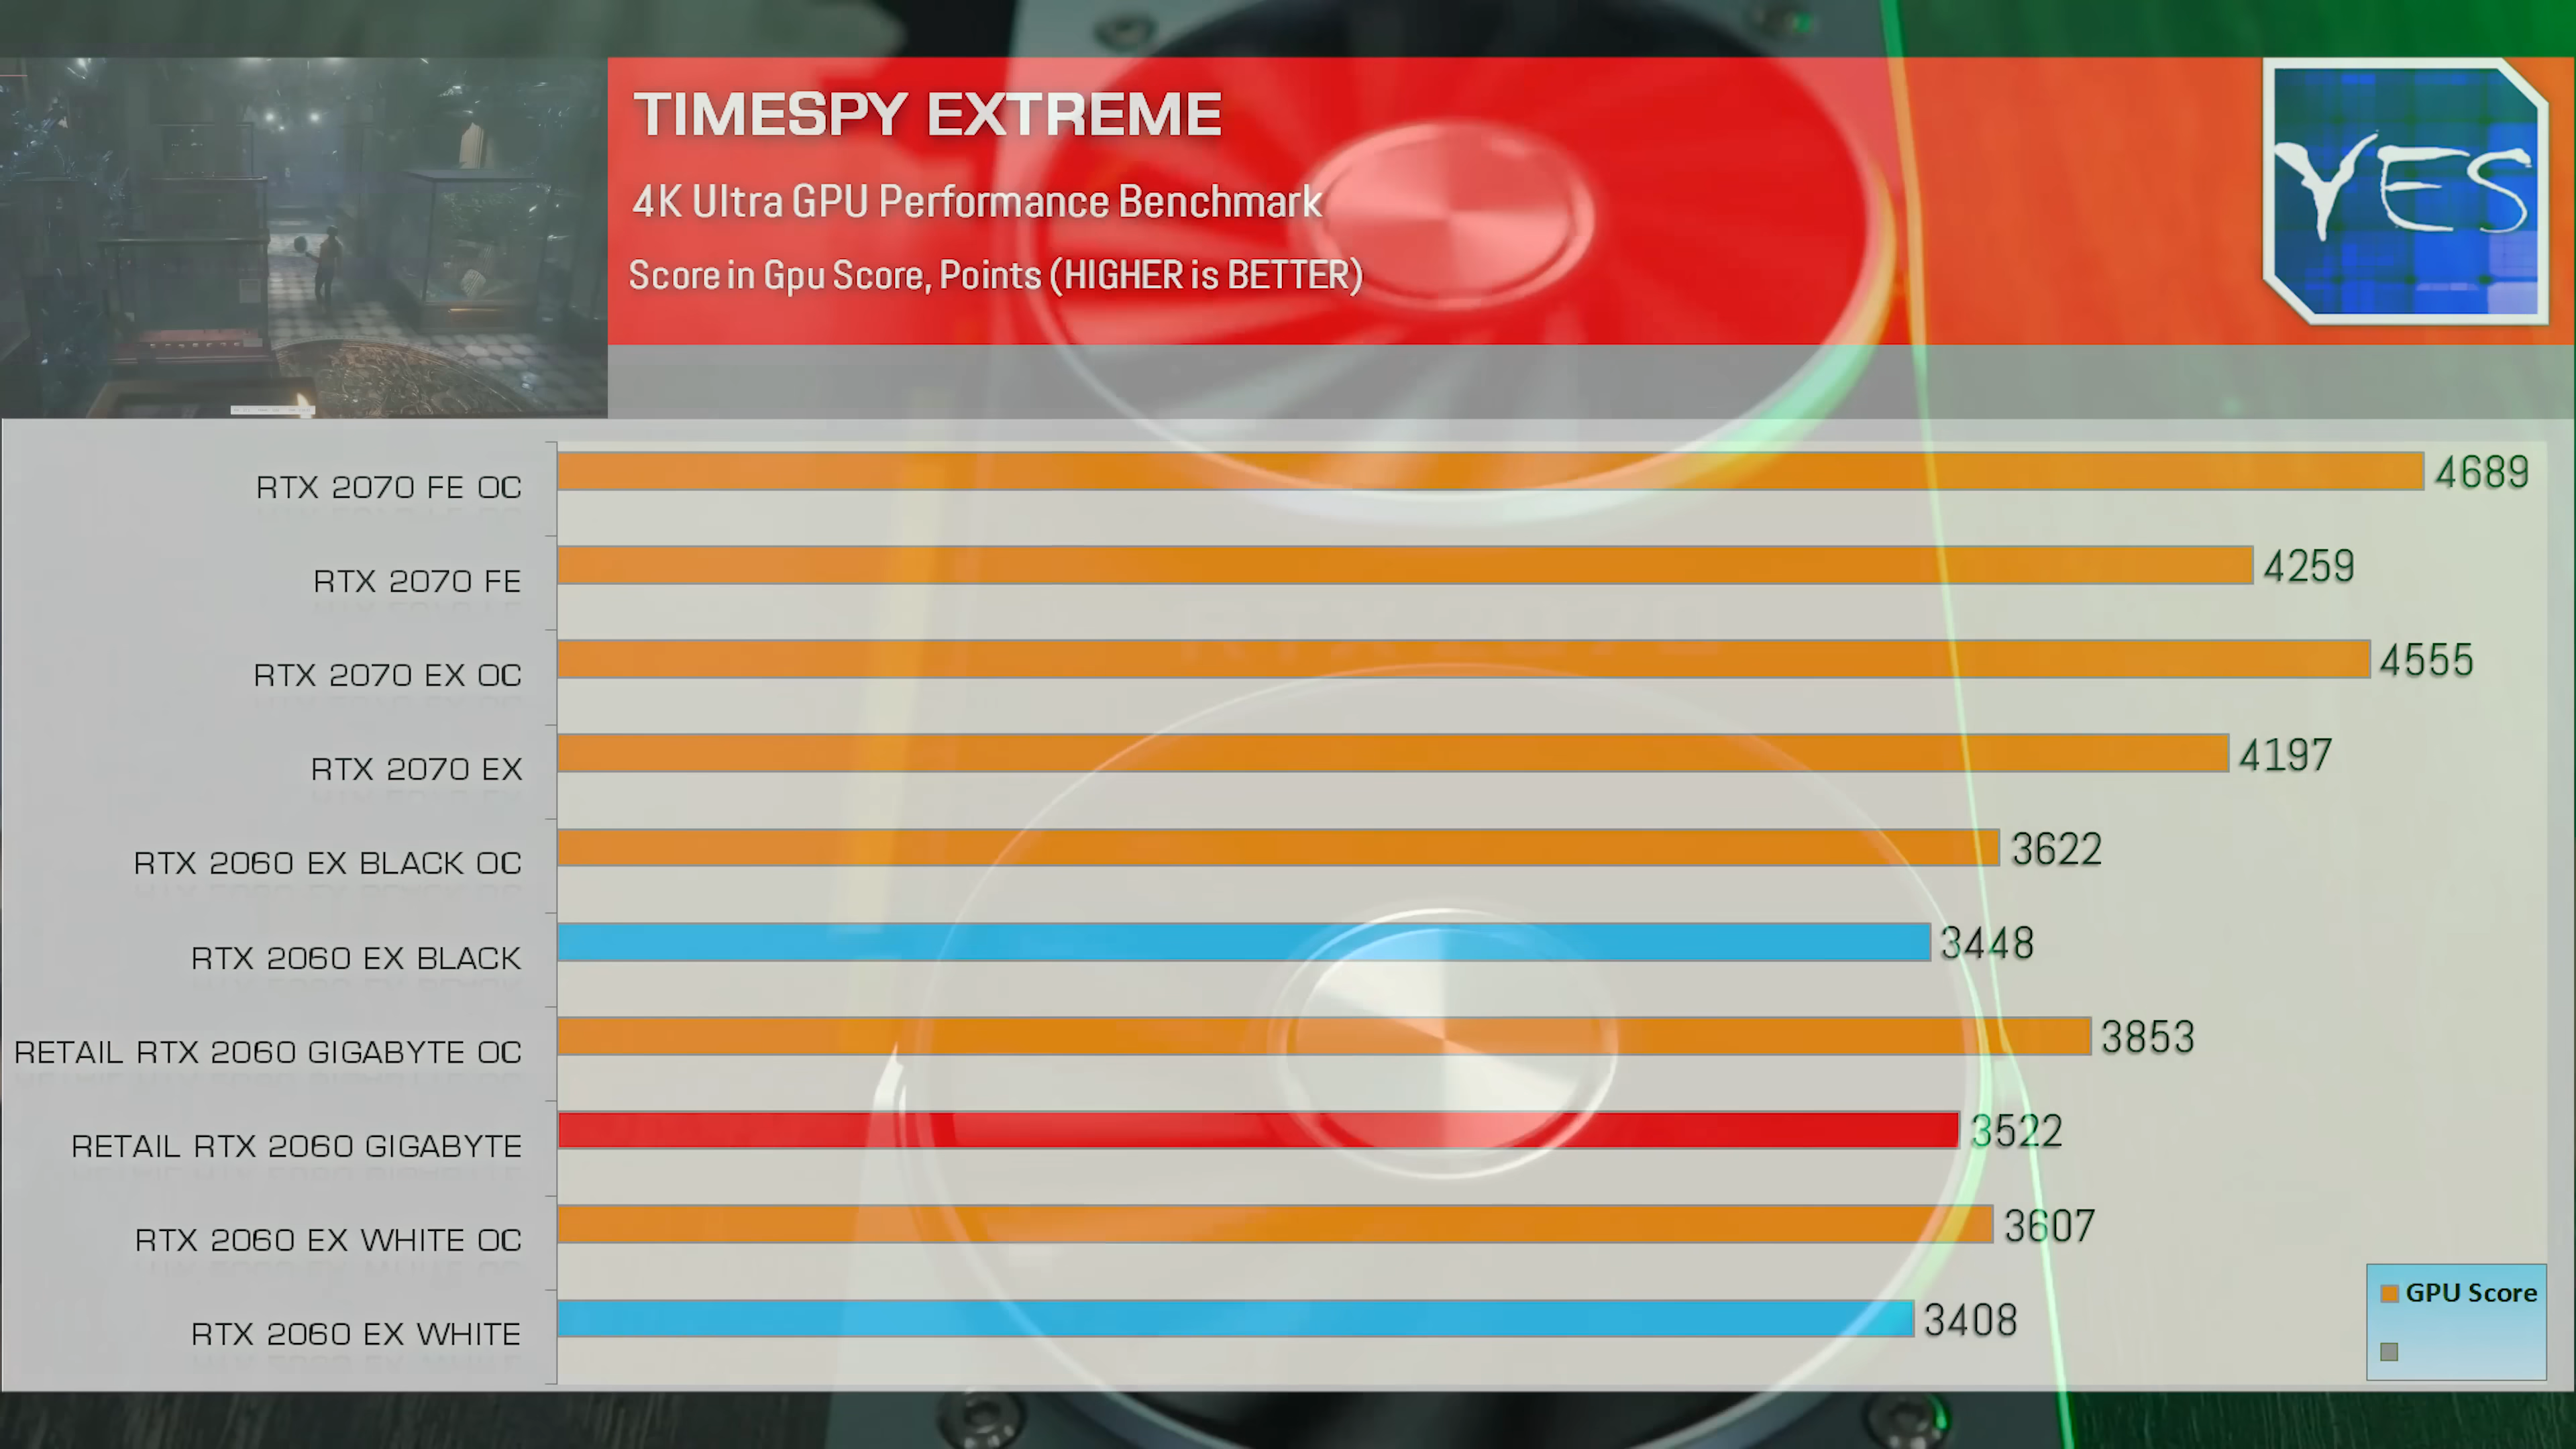 TIMESPY EXTREME
4K Ultra GPU Performance Benchmark
Score in Gpu Score, Points (HIGHER is BETTER)
YES
RTX 2070 FE OC 4689
RTX 2070 FE 4259
RTX 2070
RTX 2070 EX OC 4555
RTX 2070 EX 4197
RTX 2060 EX BLACK OC 3622
RTX 2060 EX BLACK 3448
RETAIL RTX 2060 GIGABYTE OC 3853
RETAIL RTX 2060 GIGABYTE 3522
RTX 2060 EX WHITE OC 3607
RTX 2060 EX WHITE 3408
GPU Score